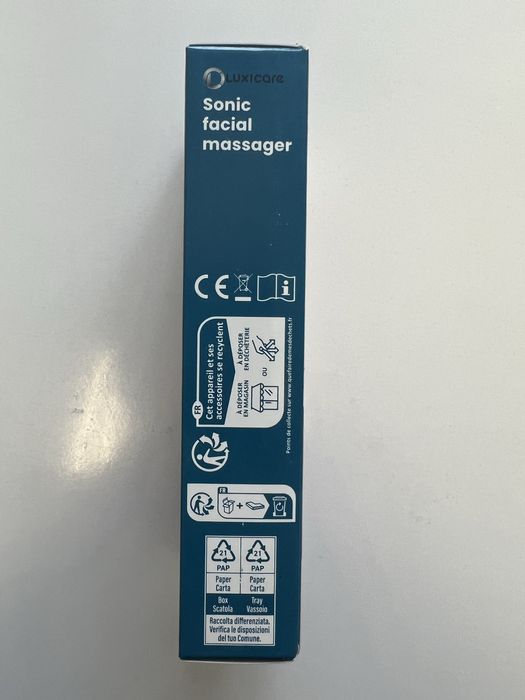 LUXICARE
Sonic
facial
massager
CE
i
FR
Cet appareil et ses
accessoires se recyclent
À DÉPOSER
EN MAGASIN
OU
À DÉPOSER
EN DÉCHÈTERIE
Points de collecte sur www.quefairedemesdechets.fr
FR
+
21
PAP
21
PAP
Paper
Carta
Paper
Carta
Box
Scatola
Tray
Vassoio
Raccolta differenziata.
Verifica le disposizioni
del tuo Comune.